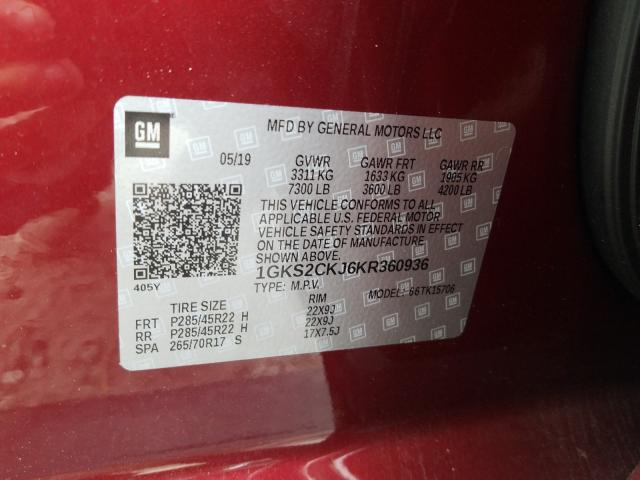 GM
MFD BY GENERAL MOTORS LLC
05/19 GVWR GAWR FRT GAWR RR
3311 KG 1633 KG 1905 KG
7300 LB 3600 LB 4200 LB
THIS VEHICLE CONFORMS TO ALL
APPLICABLE U.S. FEDERAL MOTOR
VEHICLE SAFETY STANDARDS IN EFFECT
ON THE DATE OF MANUFACTURE
SHOWN ABOVE.
1GKS2CKJ6KR360936
405Y
TYPE: M.P.V. MODEL: 66TK15706
TIRE SIZE RIM
FRT P285/45R22 H 22X9J
RR P285/45R22 H 22X9J
SPA 265/70R17 S 17X7.5J